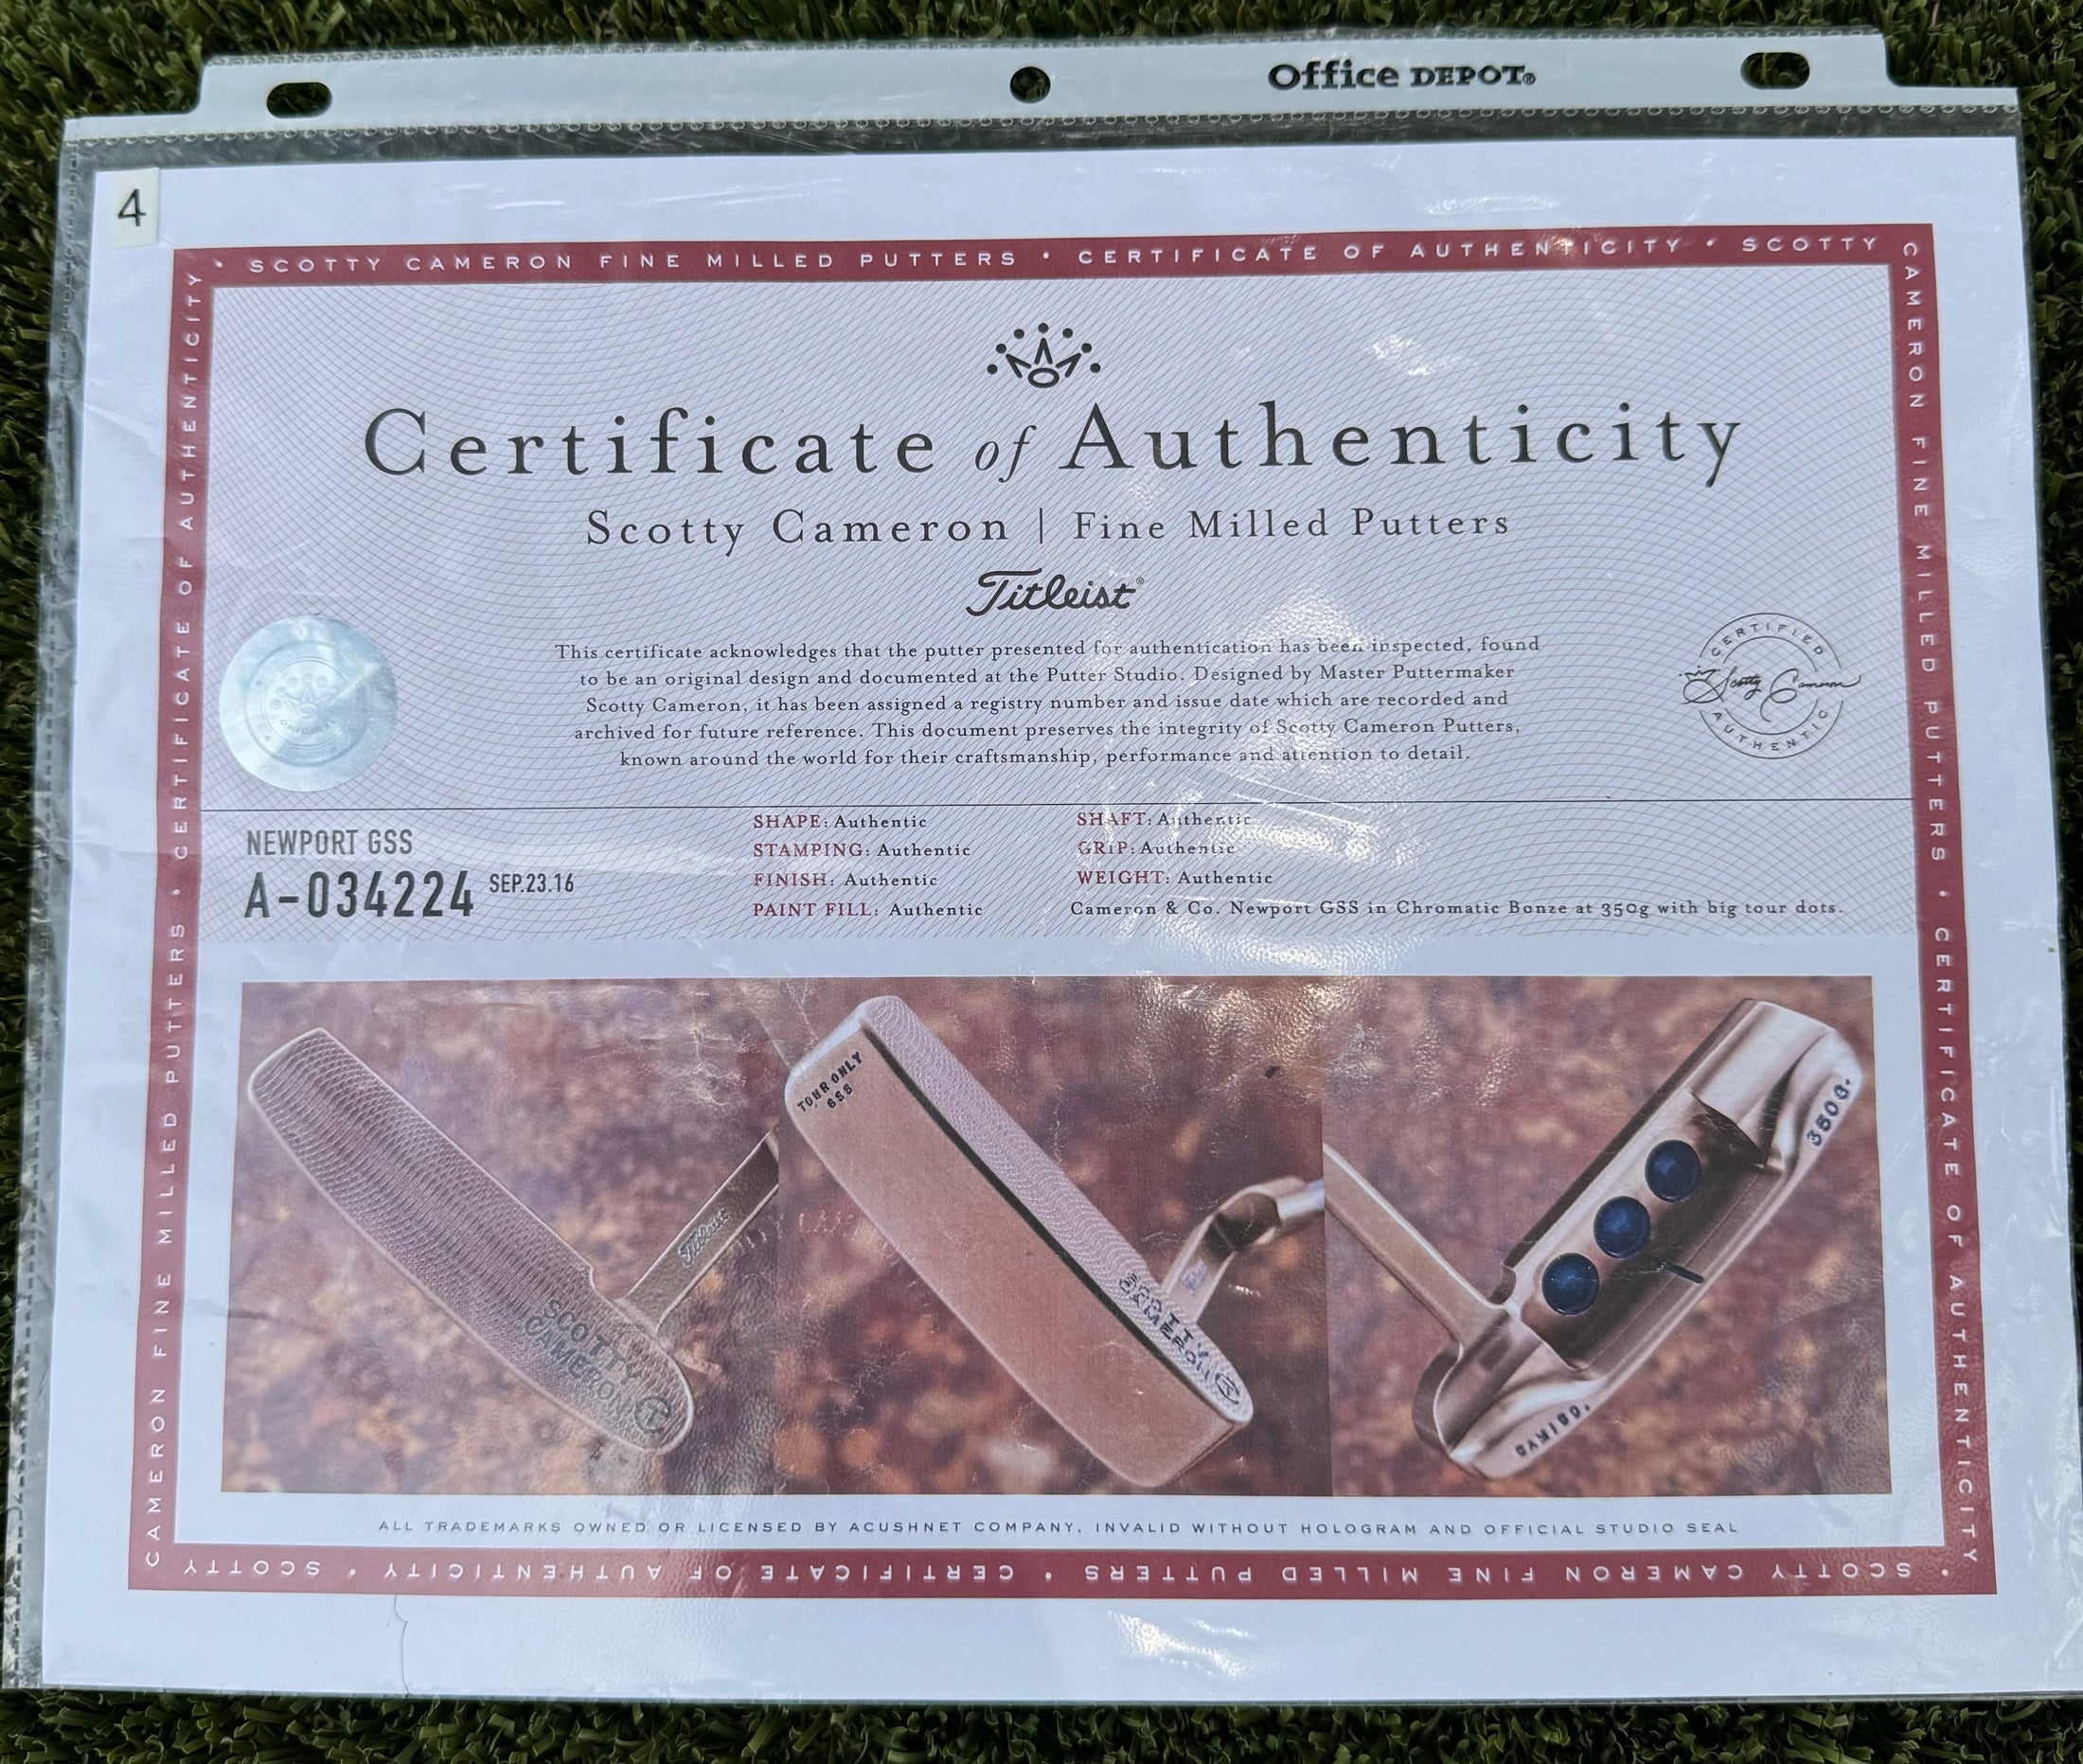 Office DEPOT®
4
• SCOTTY CAMERON FINE MILLED PUTTERS • CERTIFICATE OF AUTHENTICITY • SCOTTY
CAMERON FINE MILLED PUTTERS • CERTIFICATE OF AUTHENTICITY
• SCOTTY CAMERON FINE MILLED PUTTERS • CERTIFICATE OF AUTHENTICITY • SCOTTY
CAMERON FINE MILLED PUTTERS • CERTIFICATE OF AUTHENTICITY
Certificate of Authenticity
Scotty Cameron | Fine Milled Putters
Titleist®
This certificate acknowledges that the putter presented for authentication has been inspected, found
to be an original design and documented at the Putter Studio. Designed by Master Puttermaker
Scotty Cameron, it has been assigned a registry number and issue date which are recorded and
archived for future reference. This document preserves the integrity of Scotty Cameron Putters,
known around the world for their craftsmanship, performance and attention to detail.
CERTIFIED
Scotty Cameron
AUTHENTIC
NEWPORT GSS
A-034224 SEP.23.16
SHAPE: Authentic
STAMPING: Authentic
FINISH: Authentic
PAINT FILL: Authentic
SHAFT: Authentic
GRIP: Authentic
WEIGHT: Authentic
Cameron & Co. Newport GSS in Chromatic Bonze at 350g with big tour dots.
SCOTTY
CAMERON
Titleist
TOUR ONLY
GSS
SCOTTY
CAMERON
350G.
ALL TRADEMARKS OWNED OR LICENSED BY ACUSHNET COMPANY, INVALID WITHOUT HOLOGRAM AND OFFICIAL STUDIO SEAL